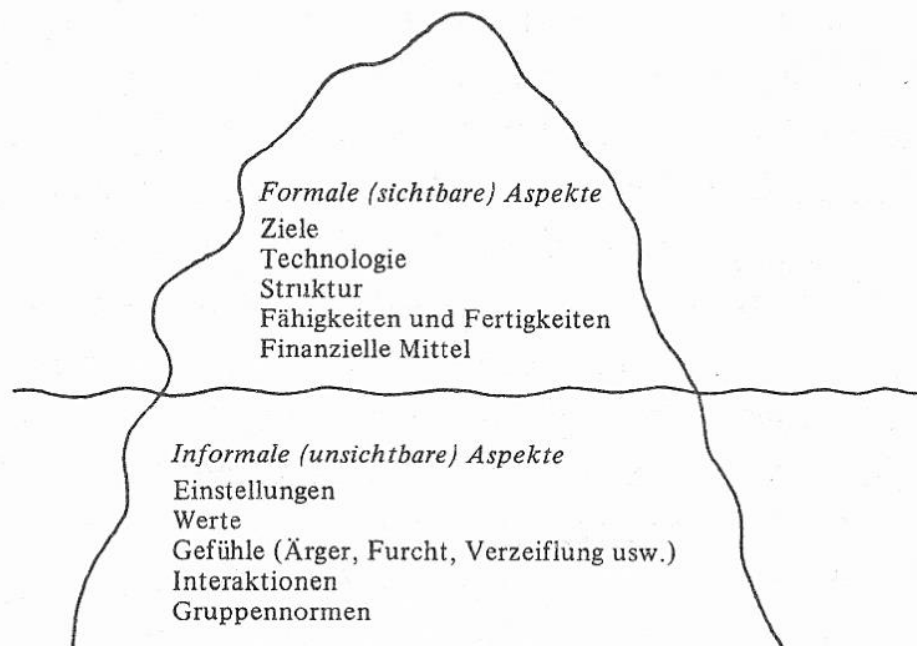 Formale (sichtbare) Aspekte
Ziele
Technologie
Struktur
Fähigkeiten und Fertigkeiten
Finanzielle Mittel
Informale (unsichtbare) Aspekte
Einstellungen
Werte
Gefühle (Ärger, Furcht, Verzeiflung usw.)
Interaktionen
Gruppennormen